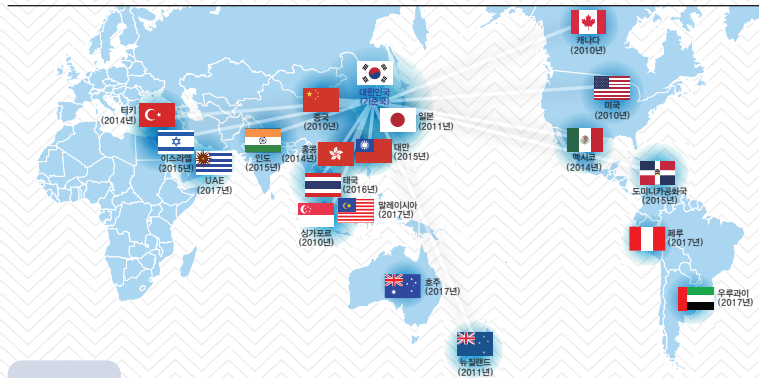 캐나다
(2010년)
대한민국
(기준국)
미국
(2010년)
터키
(2014년)
중국
(2010년)
일본
(2011년)
이스라엘
(2015년)
인도
(2015년)
홍콩
(2014년)
대만
(2015년)
멕시코
(2014년)
UAE
(2017년)
태국
(2016년)
도미니카공화국
(2015년)
말레이시아
(2017년)
싱가포르
(2010년)
페루
(2017년)
호주
(2017년)
우루과이
(2017년)
뉴질랜드
(2011년)